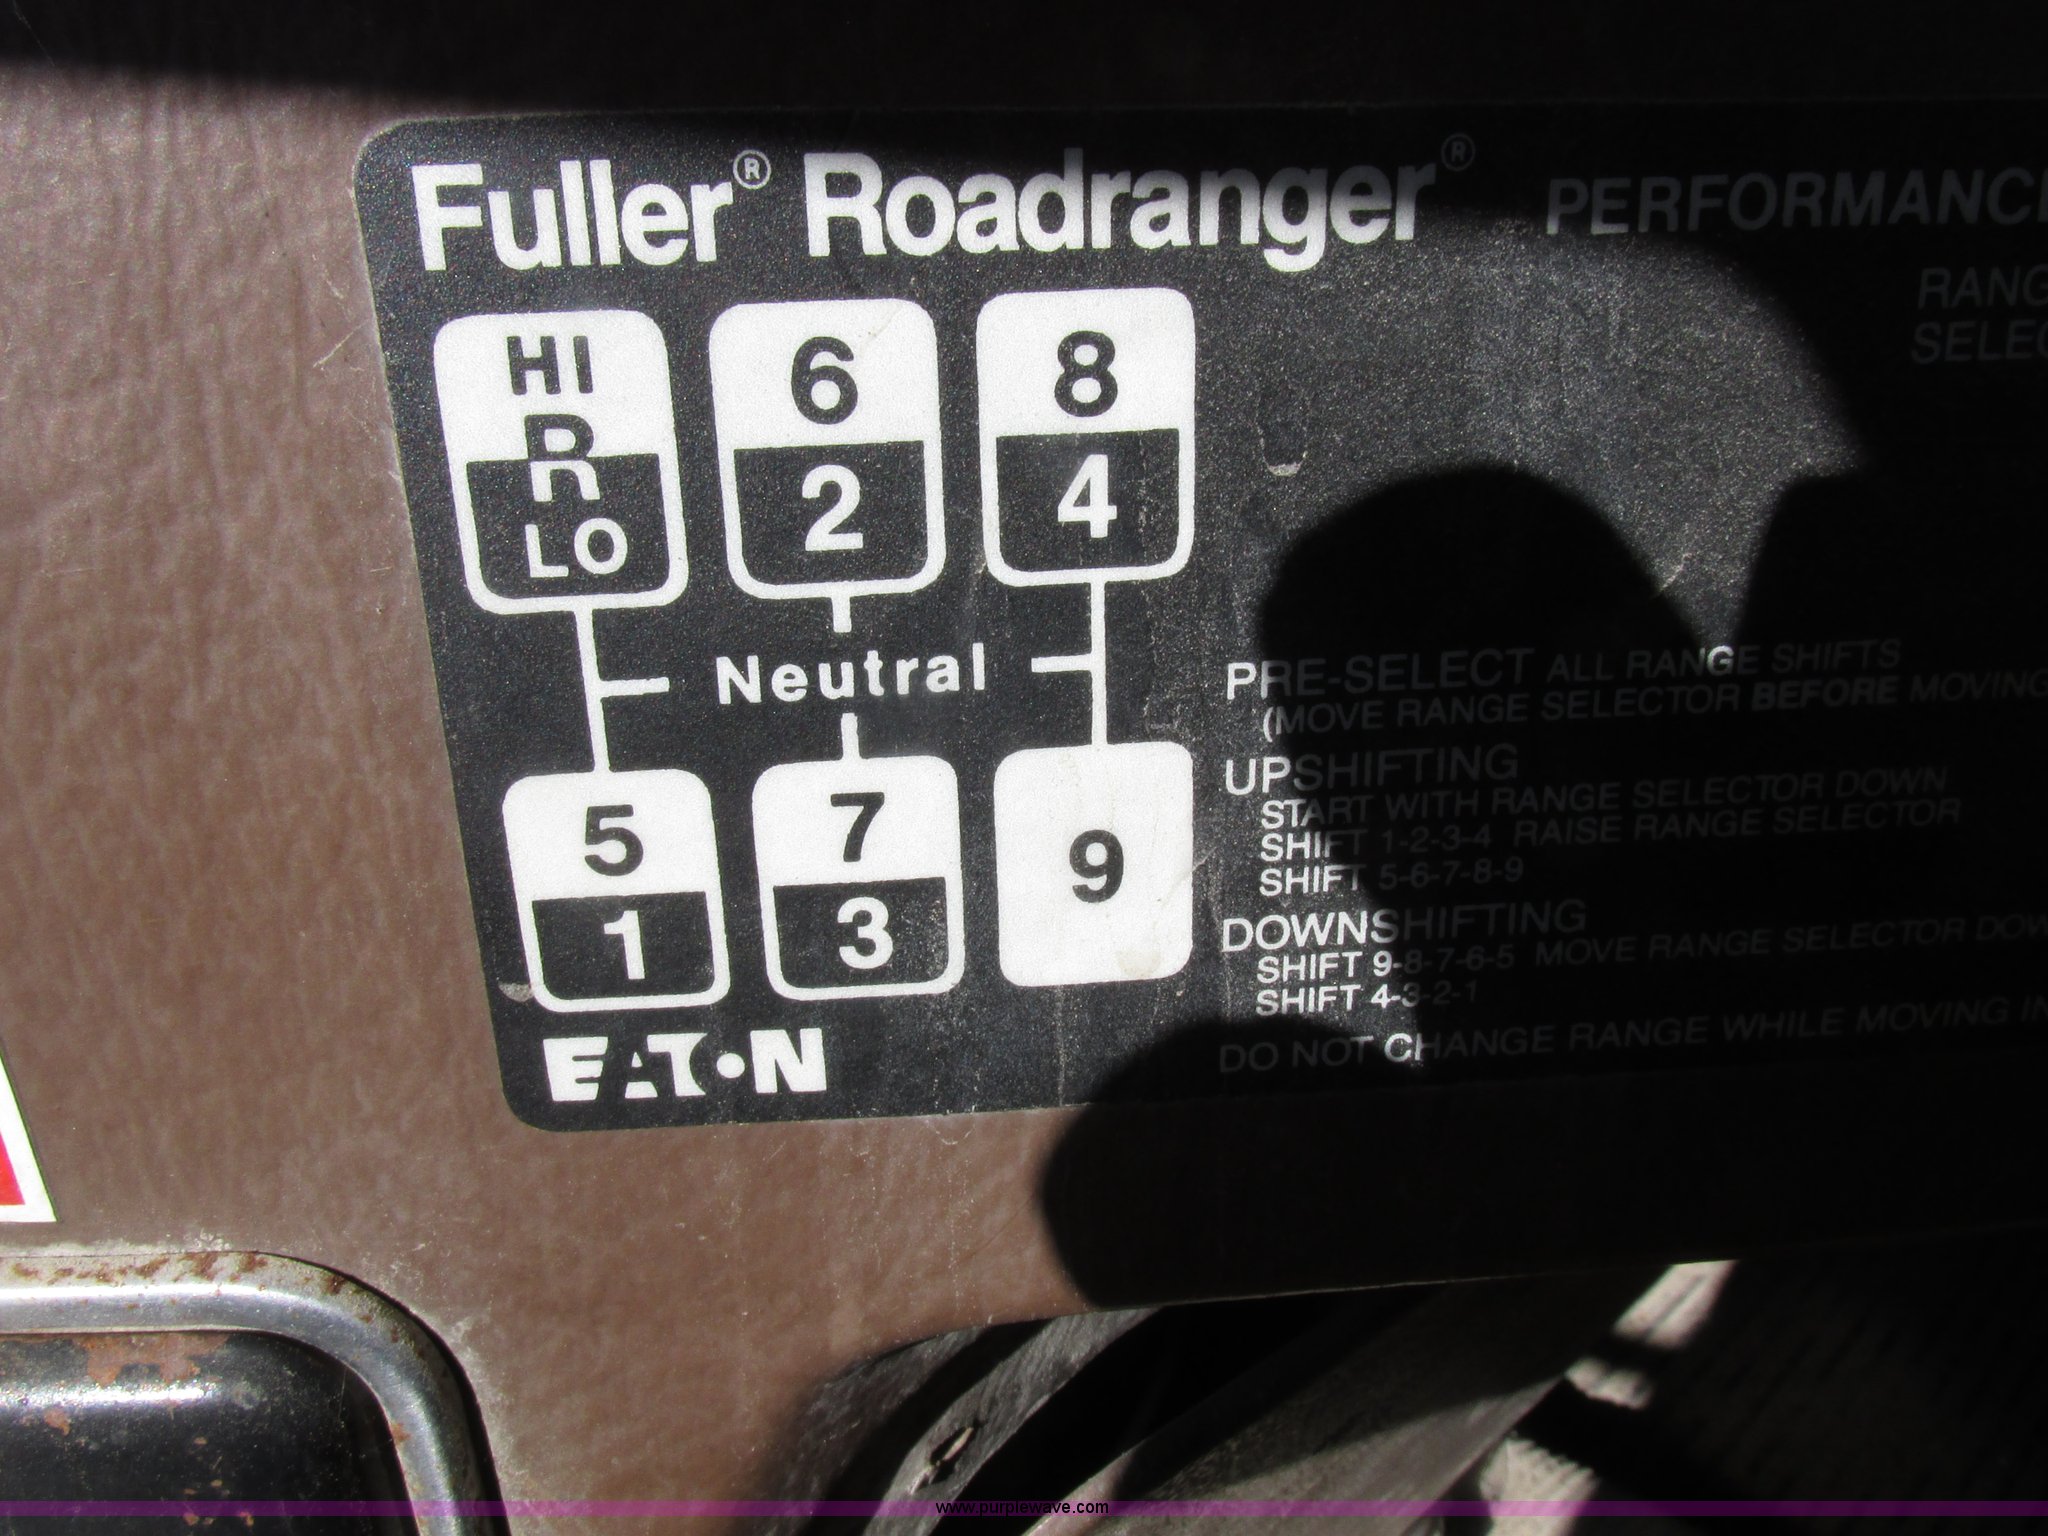 Fuller® Roadranger® PERFORMANC
RANG
SELEC
HI
R
LO
6
2
8
4
Neutral
5
1
7
3
9
PRE-SELECT ALL RANGE SHIFTS
(MOVE RANGE SELECTOR BEFORE MOVING
UPSHIFTING
START WITH RANGE SELECTOR DOWN
SHIFT 1-2-3-4 RAISE RANGE SELECTOR
SHIFT 5-6-7-8-9
DOWNSHIFTING
SHIFT 9-8-7-6-5 MOVE RANGE SELECTOR DOW
SHIFT 4-3-2-1
DO NOT CHANGE RANGE WHILE MOVING IN
EATON
www.purplewave.com